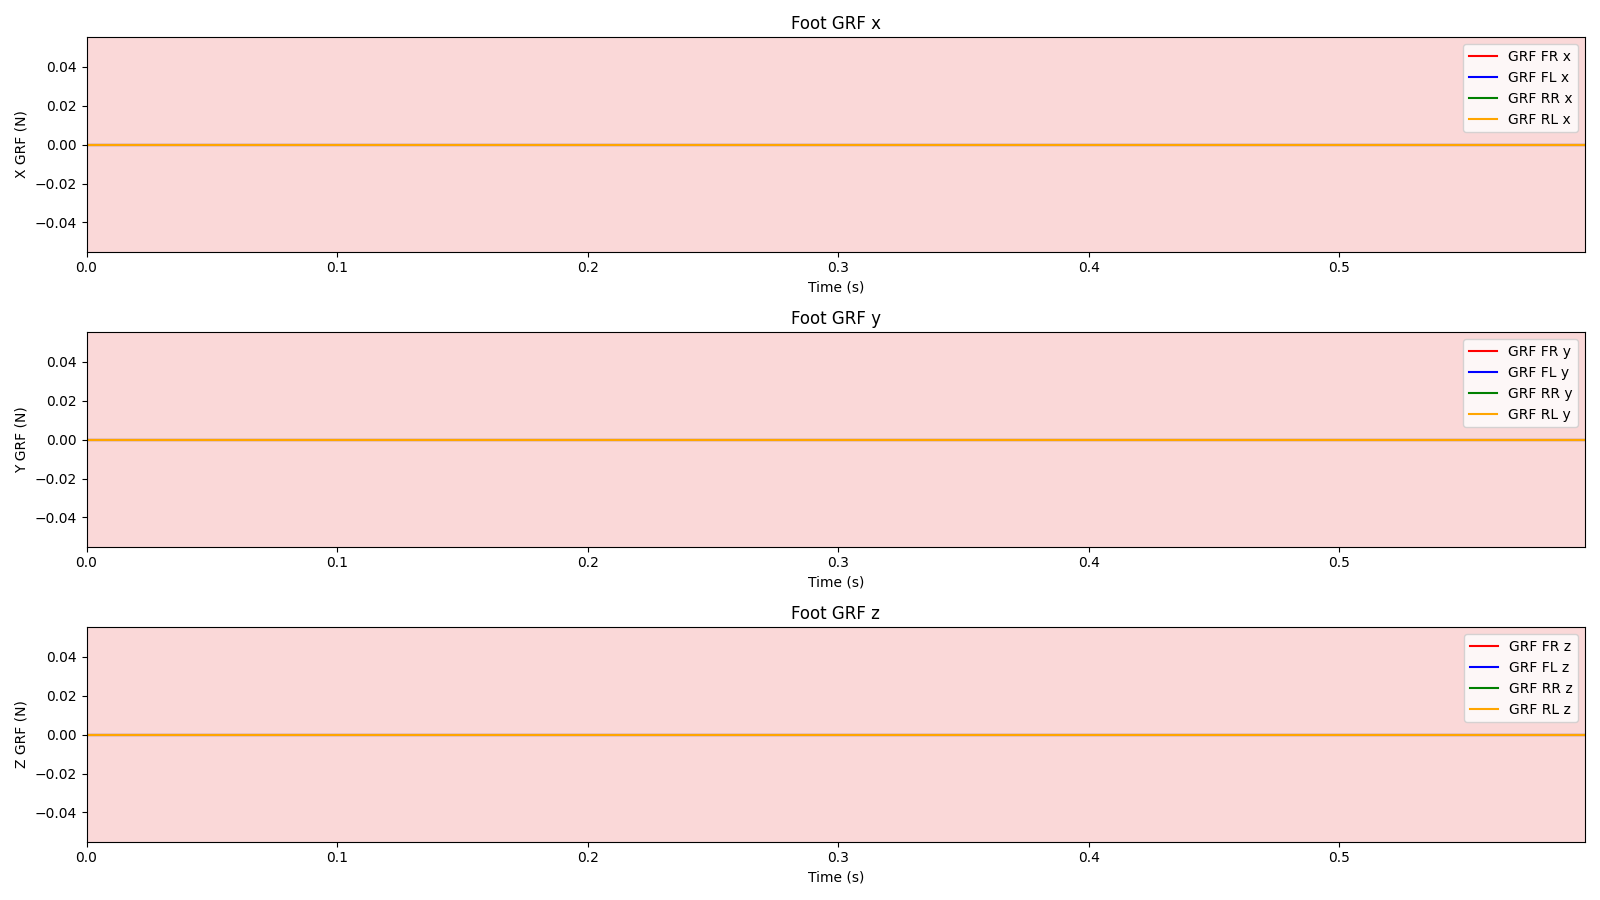 Foot GRF x
X GRF (N)
0.04
0.02
0.00
−0.02
−0.04
GRF FR x
GRF FL x
GRF RR x
GRF RL x
0.0 0.1 0.2 0.3 0.4 0.5
Time (s)
Foot GRF y
Y GRF (N)
0.04
0.02
0.00
−0.02
−0.04
GRF FR y
GRF FL y
GRF RR y
GRF RL y
0.0 0.1 0.2 0.3 0.4 0.5
Time (s)
Foot GRF z
Z GRF (N)
0.04
0.02
0.00
−0.02
−0.04
GRF FR z
GRF FL z
GRF RR z
GRF RL z
0.0 0.1 0.2 0.3 0.4 0.5
Time (s)